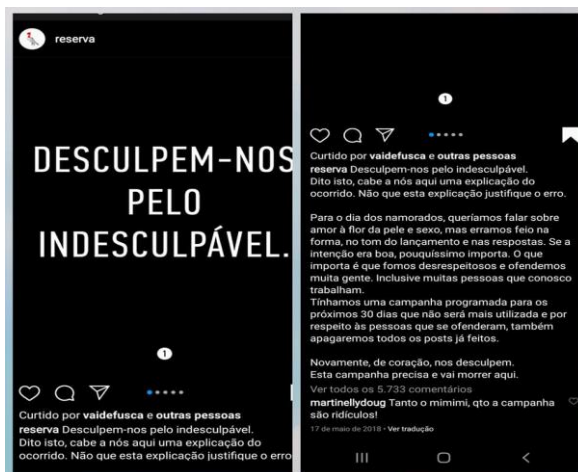 reserva
DESCULPEM-NOS
PELO
INDESCULPÁVEL.
1
Curtido por vaidefusca e outras pessoas
reserva Desculpem-nos pelo indesculpável.
Dito isto, cabe a nós aqui uma explicação do
ocorrido. Não que esta explicação justifique o erro
1
Curtido por vaidefusca e outras pessoas
reserva Desculpem-nos pelo indesculpável.
Dito isto, cabe a nós aqui uma explicação do
ocorrido. Não que esta explicação justifique o erro.
Para o dia dos namorados, queríamos falar sobre
amor à flor da pele e sexo, mas erramos feio na
forma, no tom do lançamento e nas respostas. Se a
intenção era boa, pouquíssimo importa. O que
importa é que fomos desrespeitosos e ofendemos
muita gente. Inclusive muitas pessoas que conosco
trabalham.
Tínhamos uma campanha programada para os
próximos 30 dias que não será mais utilizada e por
respeito às pessoas que se ofenderam, também
apagaremos todos os posts já feitos.
Novamente, de coração, nos desculpem.
Esta campanha precisa e vai morrer aqui.
Ver todos os 5.733 comentários
martinellydoug Tanto o mimimi, qto a campanha
são ridículos!
17 de maio de 2018 • Ver tradução